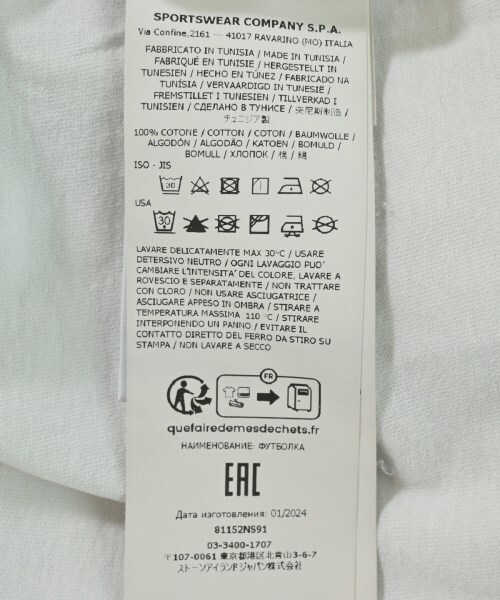 SPORTSWEAR COMPANY S.P.A.
Via Confine,2161 — 41017 RAVARINO (MO) ITALIA
FABBRICATO IN TUNISIA / MADE IN TUNISIA /
FABRIQUÉ EN TUNISIE / HERGESTELLT IN
TUNESIEN / HECHO EN TÚNEZ / FABRICADO NA
TUNÍSIA / VERVAARDIGD IN TUNESIË /
FREMSTILLET I TUNESIEN / TILLVERKAD I
TUNISIEN / СДЕЛАНО В ТУНИСЕ / 突尼斯制造 /
チュニジア製
100% COTONE / COTTON / COTON / BAUMWOLLE /
ALGODÓN / ALGODÃO / KATOEN / BOMULD /
BOMULL / ХЛОПОК / 棉 / 綿
ISO - JIS
30
USA
30
LAVARE DELICATAMENTE MAX 30°C / USARE
DETERSIVO NEUTRO / OGNI LAVAGGIO PUO'
CAMBIARE L'INTENSITA' DEL COLORE, LAVARE A
ROVESCIO E SEPARATAMENTE / NON TRATTARE
CON CLORO / NON USARE ASCIUGATRICE /
ASCIUGARE APPESO IN OMBRA / STIRARE A
TEMPERATURA MASSIMA 110 °C / STIRARE
INTERPONENDO UN PANNO / EVITARE IL
CONTATTO DIRETTO DEL FERRO DA STIRO SU
STAMPA / NON LAVARE A SECCO
FR
quefairedemesdechets.fr
НАИМЕНОВАНИЕ: ФУТБОЛКА
EAC
Дата изготовления: 01/2024
81152NS91
03-3400-1707
〒107-0061 東京都港区北青山3-6-7
ストーンアイランドジャパン株式会社